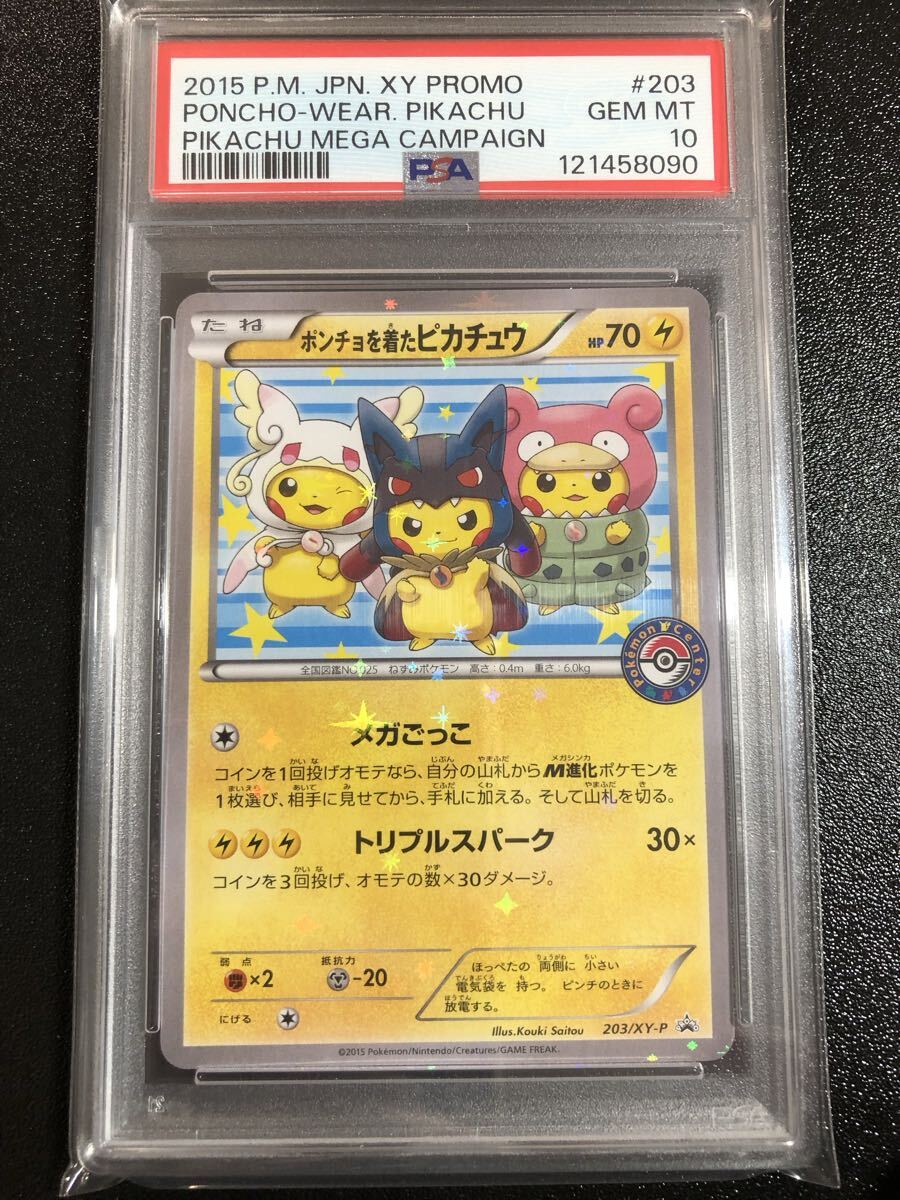 2015 P.M. JPN. XY PROMO #203
PONCHO-WEAR. PIKACHU GEM MT
PIKACHU MEGA CAMPAIGN 10
PSA 121458090
たね ポンチョを着たピカチュウ HP70
Pokémon Center
全国図鑑NO.025 ねずみポケモン 高さ:0.4m 重さ:6.0kg
メガごっこ
コインを1回投げオモテなら、自分の山札からM進化ポケモンを
1枚選び、相手に見せてから、手札に加える。そして山札を切る。
トリプルスパーク 30×
コインを3回投げ、オモテの数×30ダメージ。
弱点 抵抗力
×2 -20
にげる
ほっぺたの 両側に 小さい
電気袋を 持つ。 ピンチのときに
放電する。
Illus.Kouki Saitou 203/XY-P
©2015 Pokémon/Nintendo/Creatures/GAME FREAK.